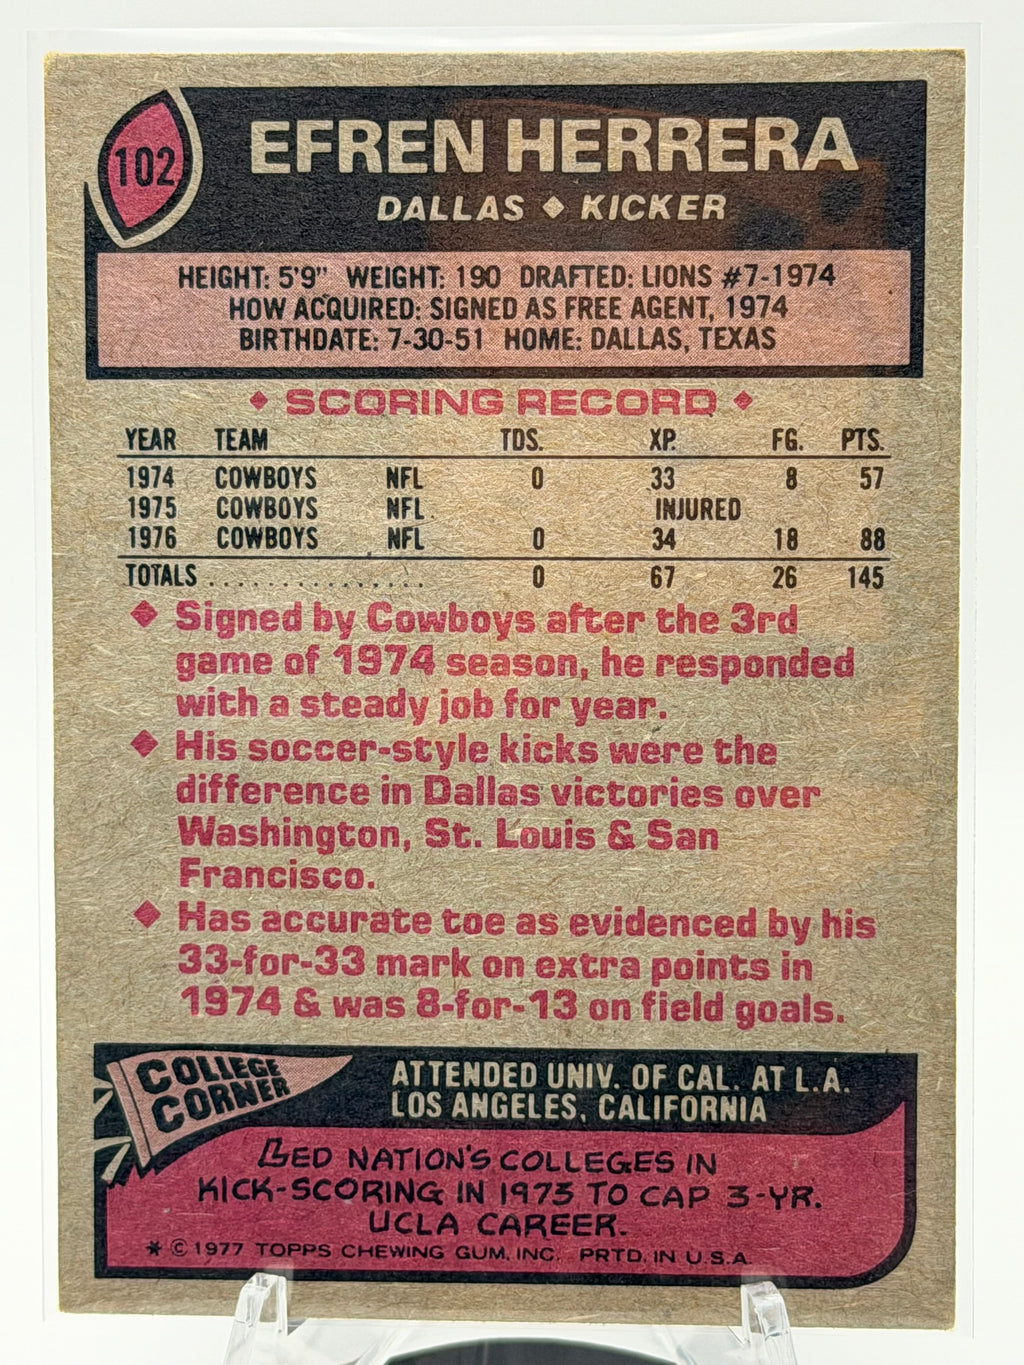 102
EFREN HERRERA
DALLAS ◆ KICKER
HEIGHT: 5'9" WEIGHT: 190 DRAFTED: LIONS #7-1974
HOW ACQUIRED: SIGNED AS FREE AGENT, 1974
BIRTHDATE: 7-30-51 HOME: DALLAS, TEXAS
◆ SCORING RECORD ◆
YEAR TEAM TDS. XP. FG. PTS.
1974 COWBOYS NFL 0 33 8 57
1975 COWBOYS NFL INJURED
1976 COWBOYS NFL 0 34 18 88
TOTALS ................ 0 67 26 145
◆ Signed by Cowboys after the 3rd
game of 1974 season, he responded
with a steady job for year.
◆ His soccer-style kicks were the
difference in Dallas victories over
Washington, St. Louis & San
Francisco.
◆ Has accurate toe as evidenced by his
33-for-33 mark on extra points in
1974 & was 8-for-13 on field goals.
COLLEGE
CORNER
ATTENDED UNIV. OF CAL. AT L.A.
LOS ANGELES, CALIFORNIA
LED NATION'S COLLEGES IN
KICK-SCORING IN 1973 TO CAP 3-YR.
UCLA CAREER.
* © 1977 TOPPS CHEWING GUM, INC. PRTD. IN U.S.A.